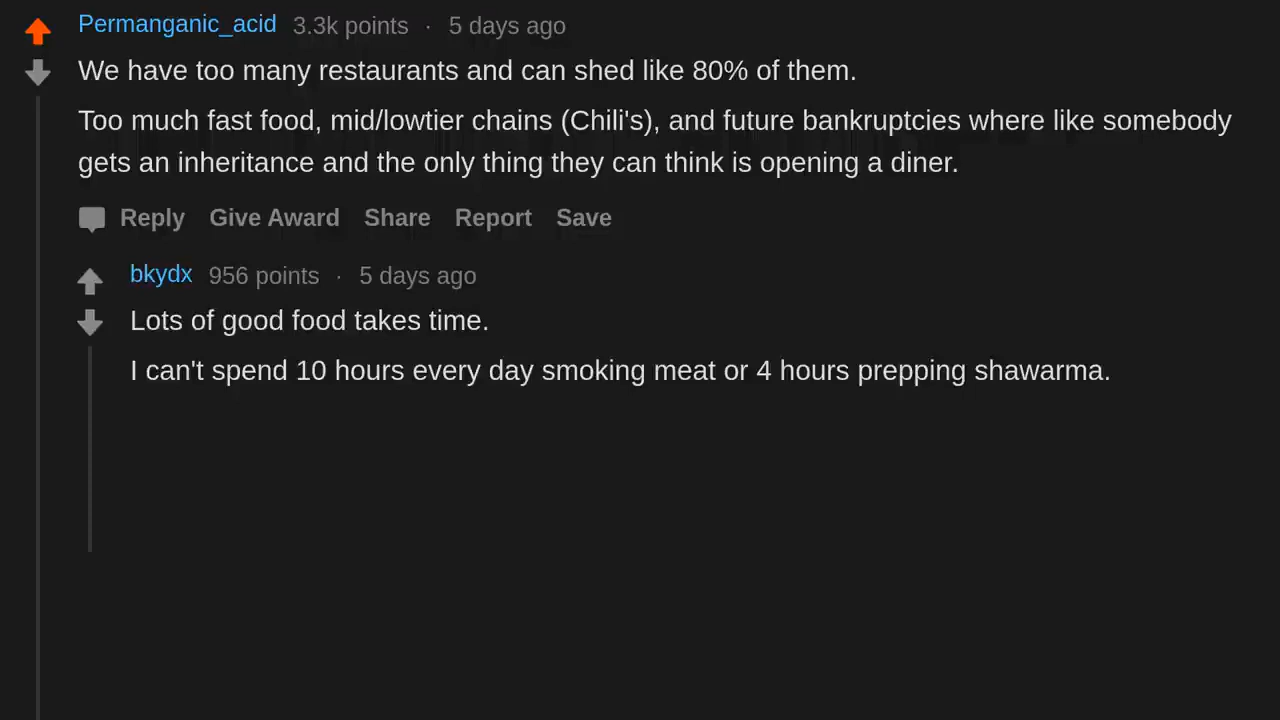 Permanganic_acid 3.3k points · 5 days ago
We have too many restaurants and can shed like 80% of them.
Too much fast food, mid/lowtier chains (Chili's), and future bankruptcies where like somebody
gets an inheritance and the only thing they can think is opening a diner.
Reply Give Award Share Report Save
bkydx 956 points · 5 days ago
Lots of good food takes time.
I can't spend 10 hours every day smoking meat or 4 hours prepping shawarma.